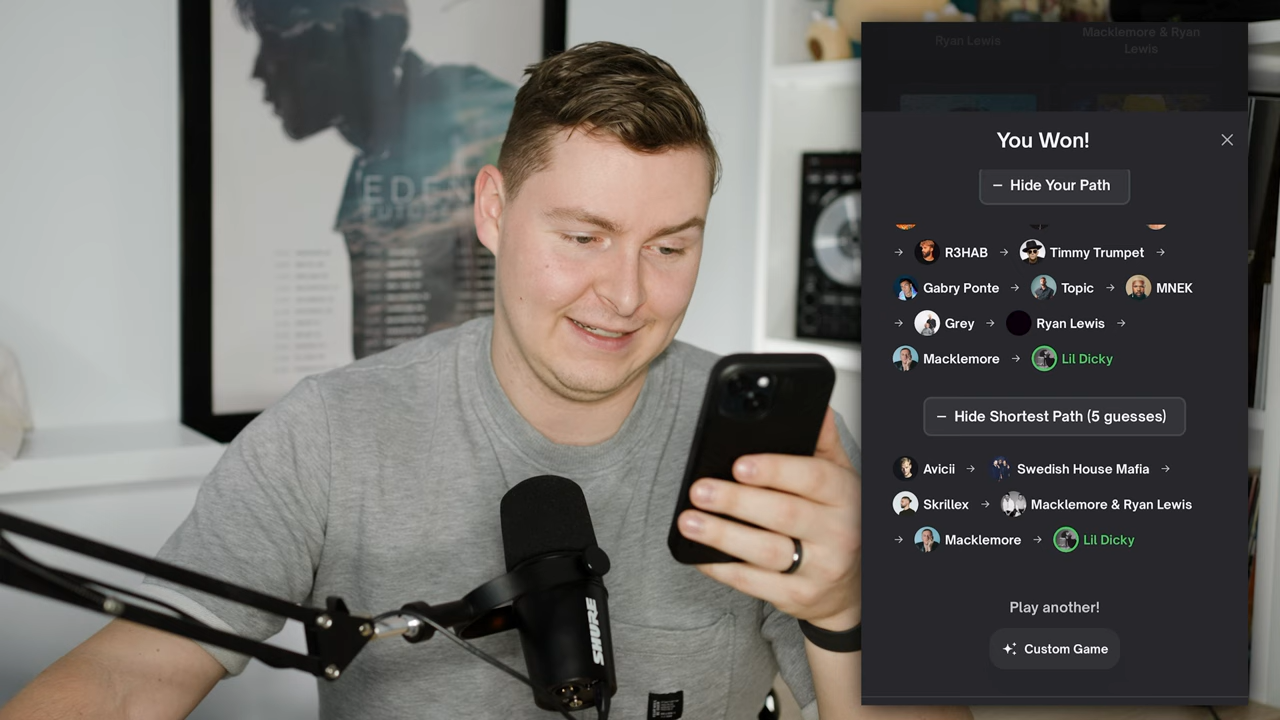 Ryan Lewis
Macklemore & Ryan
Lewis
You Won!
– Hide Your Path
→ R3HAB → Timmy Trumpet →
Gabry Ponte → Topic → MNEK
→ Grey → Ryan Lewis →
Macklemore → Lil Dicky
– Hide Shortest Path (5 guesses)
Avicii → Swedish House Mafia →
Skrillex → Macklemore & Ryan Lewis
→ Macklemore → Lil Dicky
Play another!
Custom Game
EDEN
SHURE